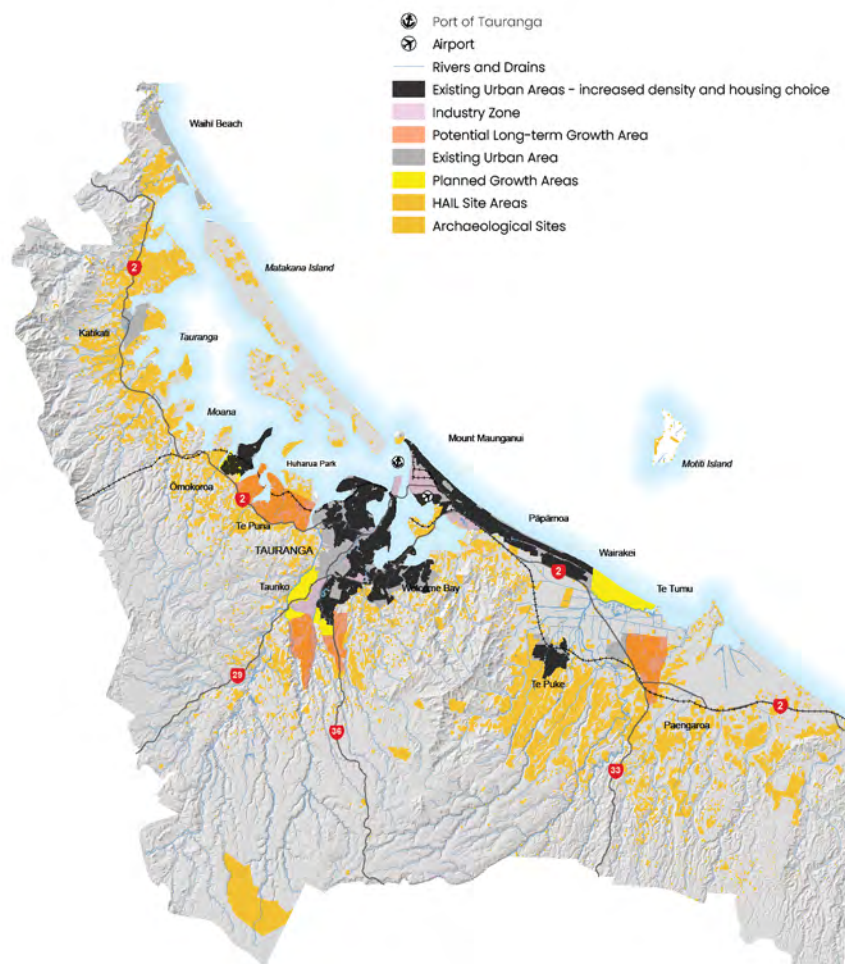 Port of Tauranga
Airport
Rivers and Drains
Existing Urban Areas - increased density and housing choice
Industry Zone
Potential Long-term Growth Area
Existing Urban Area
Planned Growth Areas
HAIL Site Areas
Archaeological Sites
Waihī Beach
Matakana Island
2
Katikati
Tauranga
Moana
Mount Maunganui
Motiti Island
Huharua Park
Ōmokoroa
2
Te Puna
Pāpāmoa
TAURANGA
Wairakei
2
Tauriko
Welcome Bay
Te Tumu
29
Te Puke
36
Paengaroa
2
33